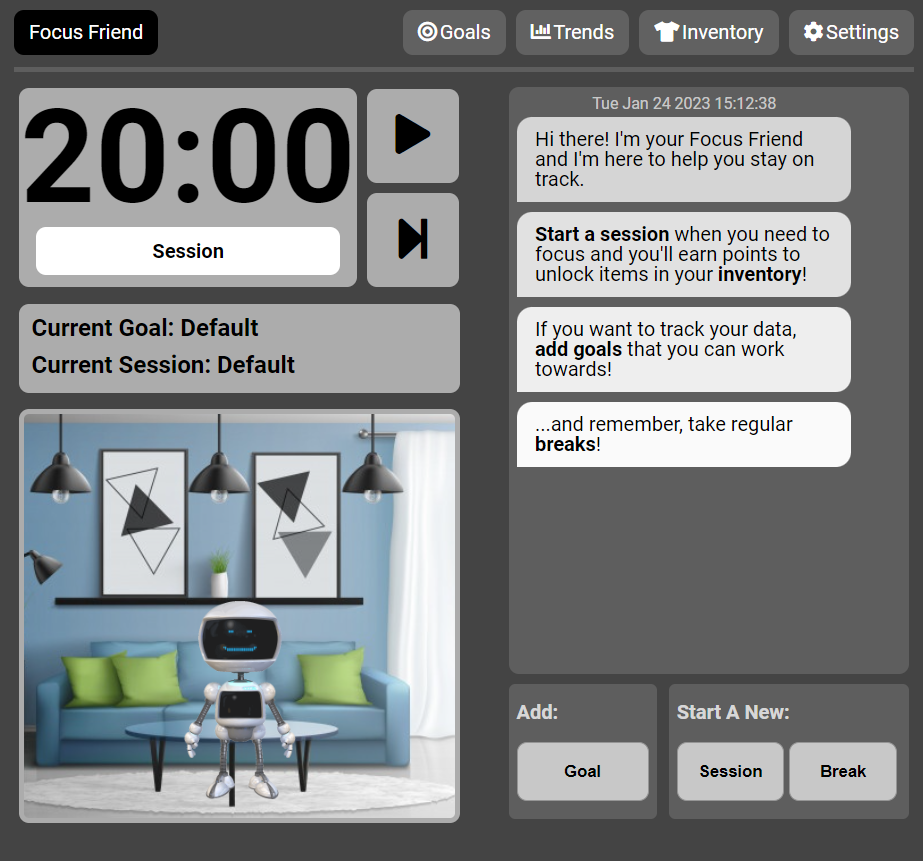 Focus Friend
Goals
Trends
Inventory
Settings
20:00
Session
Current Goal: Default
Current Session: Default
Tue Jan 24 2023 15:12:38
Hi there! I'm your Focus Friend
and I'm here to help you stay on
track.
Start a session when you need to
focus and you'll earn points to
unlock items in your inventory!
If you want to track your data,
add goals that you can work
towards!
...and remember, take regular
breaks!
Add:
Goal
Start A New:
Session
Break